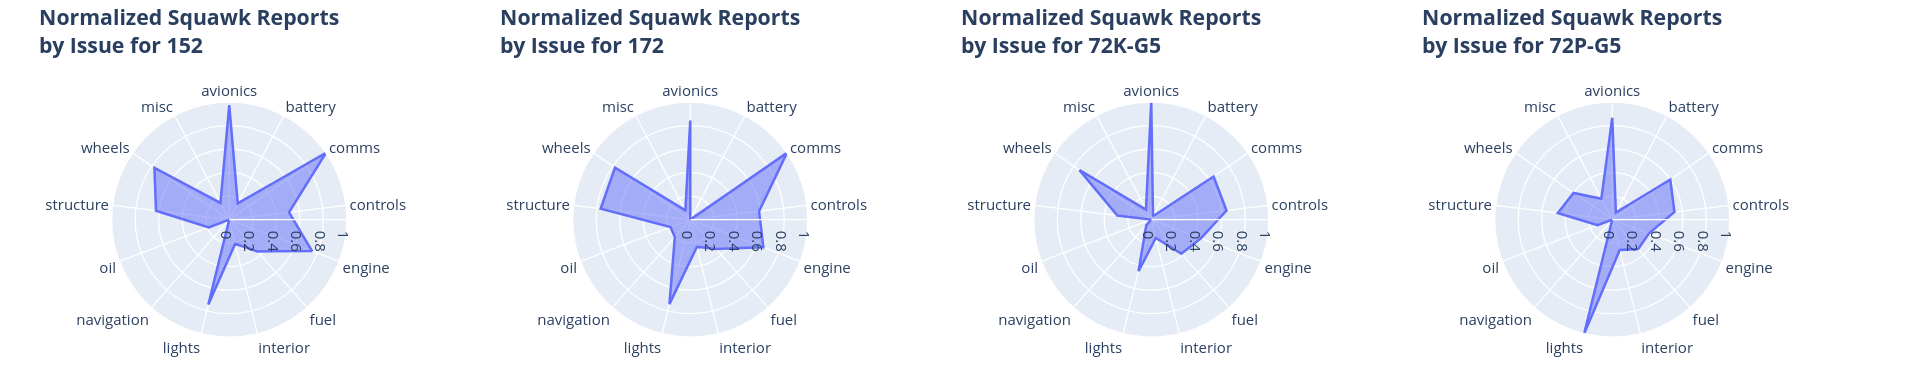 Normalized Squawk Reports
by Issue for 152
avionics
battery
comms
controls
engine
fuel
interior
lights
navigation
oil
structure
wheels
misc
0
0.2
0.4
0.6
0.8
1
Normalized Squawk Reports
by Issue for 172
avionics
battery
comms
controls
engine
fuel
interior
lights
navigation
oil
structure
wheels
misc
0
0.2
0.4
0.6
0.8
1
Normalized Squawk Reports
by Issue for 72K-G5
avionics
battery
comms
controls
engine
fuel
interior
lights
navigation
oil
structure
wheels
misc
0
0.2
0.4
0.6
0.8
1
Normalized Squawk Reports
by Issue for 72P-G5
avionics
battery
comms
controls
engine
fuel
interior
lights
navigation
oil
structure
wheels
misc
0
0.2
0.4
0.6
0.8
1